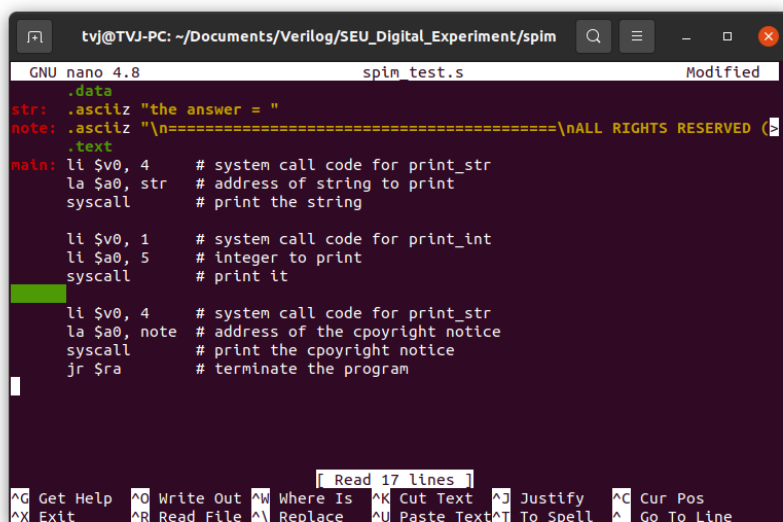 tvj@TVJ-PC: ~/Documents/Verilog/SEU_Digital_Experiment/spim
GNU nano 4.8 spim_test.s Modified
.data
str: .asciiz "the answer = "
note: .asciiz "\n==========================================\nALL RIGHTS RESERVED (>
.text
main: li $v0, 4 # system call code for print_str
la $a0, str # address of string to print
syscall # print the string
li $v0, 1 # system call code for print_int
li $a0, 5 # integer to print
syscall # print it
li $v0, 4 # system call code for print_str
la $a0, note # address of the cpoyright notice
syscall # print the cpoyright notice
jr $ra # terminate the program
[ Read 17 lines ]
^G Get Help ^O Write Out ^W Where Is ^K Cut Text ^J Justify ^C Cur Pos
^X Exit ^R Read File ^\ Replace ^U Paste Text ^T To Spell ^_ Go To Line